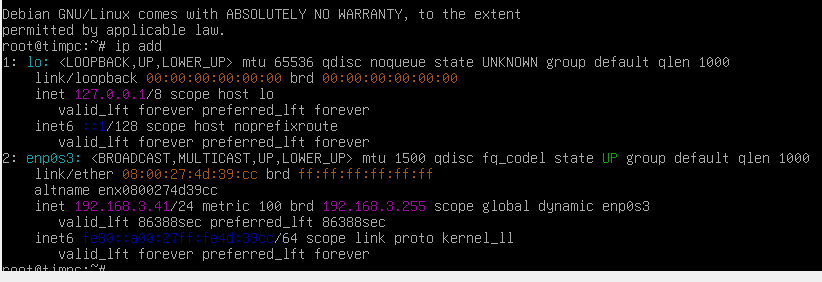 Debian GNU/Linux comes with ABSOLUTELY NO WARRANTY, to the extent
permitted by applicable law.
root@timpc:~# ip add
1: lo: <LOOPBACK,UP,LOWER_UP> mtu 65536 qdisc noqueue state UNKNOWN group default qlen 1000
link/loopback 00:00:00:00:00:00 brd 00:00:00:00:00:00
inet 127.0.0.1/8 scope host lo
valid_lft forever preferred_lft forever
inet6 ::1/128 scope host noprefixroute
valid_lft forever preferred_lft forever
2: enp0s3: <BROADCAST,MULTICAST,UP,LOWER_UP> mtu 1500 qdisc fq_codel state UP group default qlen 1000
link/ether 08:00:27:4d:39:cc brd ff:ff:ff:ff:ff:ff
altname enx0800274d39cc
inet 192.168.3.41/24 metric 100 brd 192.168.3.255 scope global dynamic enp0s3
valid_lft 86388sec preferred_lft 86388sec
inet6 fe80::a00:27ff:fe4d:39cc/64 scope link proto kernel_ll
valid_lft forever preferred_lft forever
root@timpc:~#